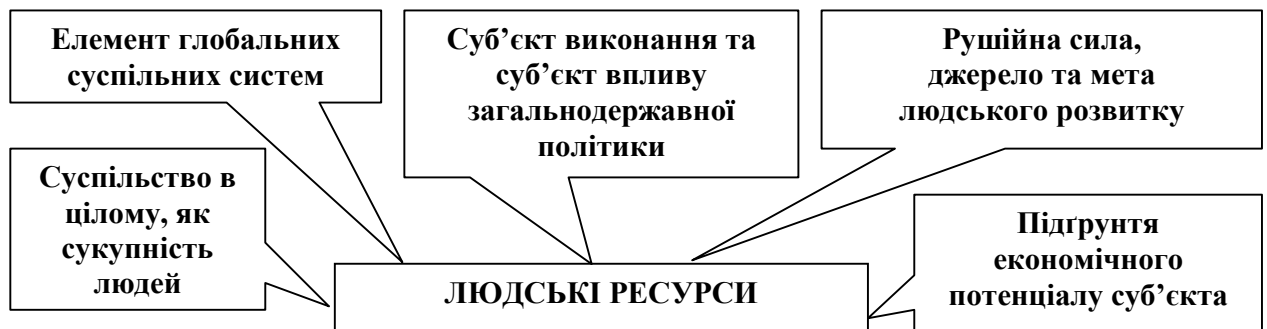 Елемент глобальних
суспільних систем
Суб’єкт виконання та
суб’єкт впливу
загальнодержавної
політики
Рушійна сила,
джерело та мета
людського розвитку
Суспільство в
цілому, як
сукупність
людей
ЛЮДСЬКІ РЕСУРСИ
Підґрунтя
економічного
потенціалу суб’єкта